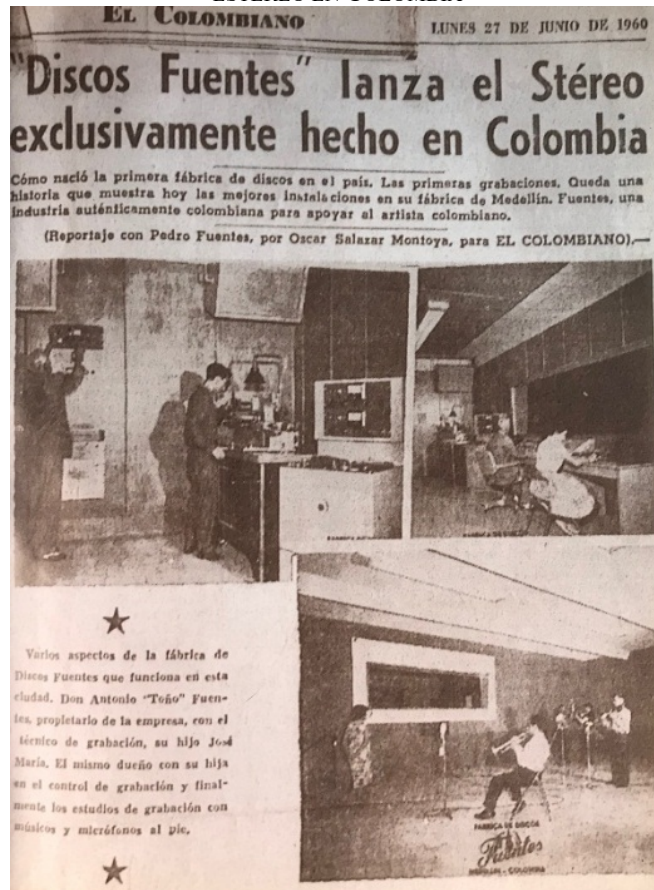 EL COLOMBIANO
LUNES 27 DE JUNIO DE 1960
"Discos Fuentes" lanza el Stéreo
exclusivamente hecho en Colombia
Cómo nació la primera fábrica de discos en el país. Las primeras grabaciones. Queda una
historia que muestra hoy las mejores instalaciones en su fábrica de Medellín. Fuentes, una
industria auténticamente colombiana para apoyar al artista colombiano.
(Reportaje con Pedro Fuentes, por Oscar Salazar Montoya, para EL COLOMBIANO).—
FABRICA DE
Varios aspectos de la fábrica de
Discos Fuentes que funciona en esta
ciudad. Don Antonio "Toño" Fuen-
tes, propietario de la empresa, con el
técnico de grabación, su hijo José
María. El mismo dueño con su hija
en el control de grabación y final-
mente los estudios de grabación con
músicos y micrófonos al pie.
FABRICA DE DISCOS
Fuentes
MEDELLIN - COLOMBIA